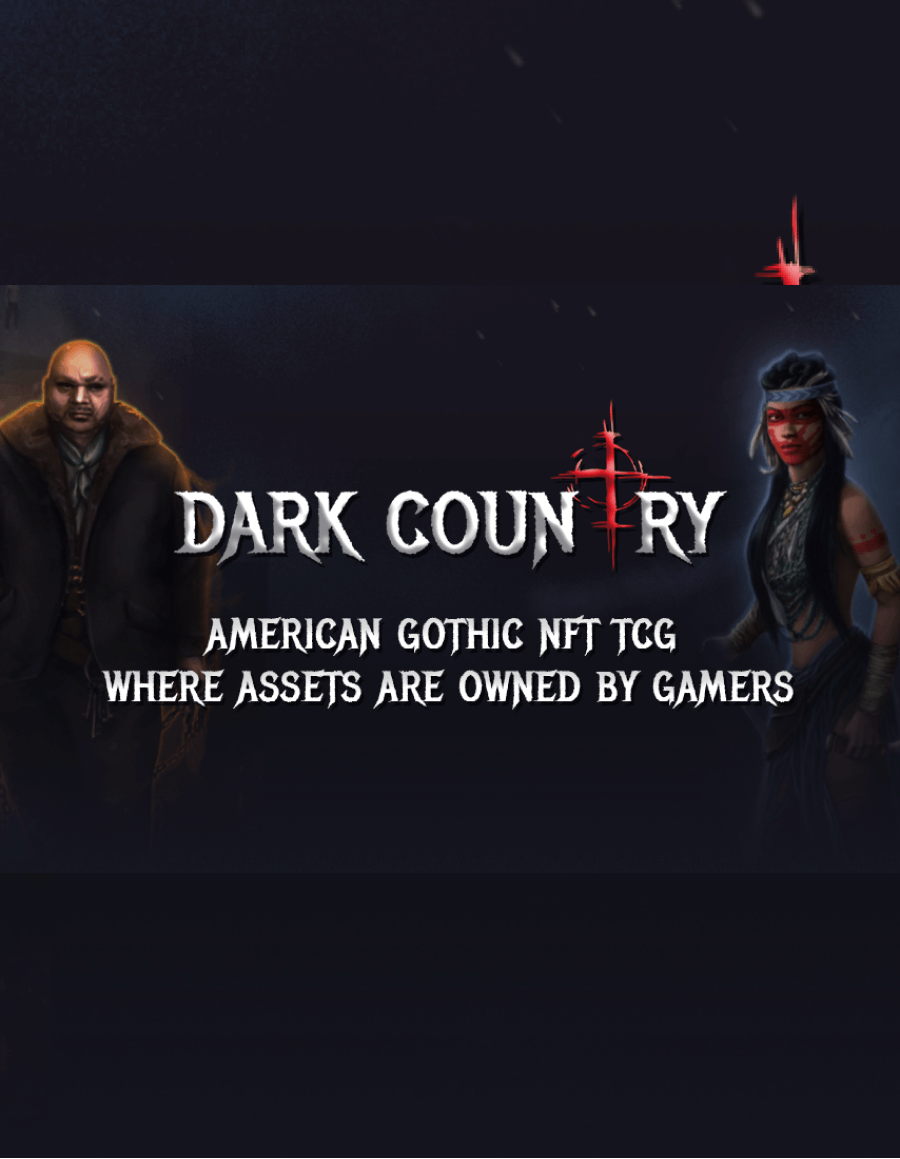 DARK COUNTRY
AMERICAN GOTHIC NFT TCG
WHERE ASSETS ARE OWNED BY GAMERS